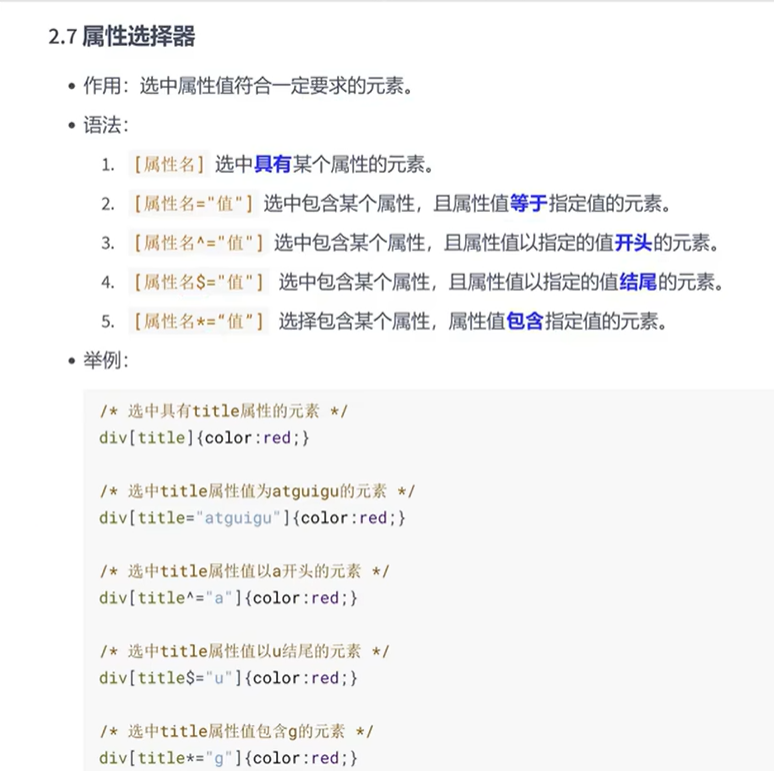 2.7 属性选择器
• 作用：选中属性值符合一定要求的元素。
• 语法：
1. [属性名] 选中具有某个属性的元素。
2. [属性名="值"] 选中包含某个属性，且属性值等于指定值的元素。
3. [属性名^="值"] 选中包含某个属性，且属性值以指定的值开头的元素。
4. [属性名$="值"] 选中包含某个属性，且属性值以指定的值结尾的元素。
5. [属性名*=“值”] 选择包含某个属性，属性值包含指定值的元素。
• 举例：
/* 选中具有title属性的元素 */
div[title]{color:red;}
/* 选中title属性值为atguigu的元素 */
div[title="atguigu"]{color:red;}
/* 选中title属性值以a开头的元素 */
div[title^="a"]{color:red;}
/* 选中title属性值以u结尾的元素 */
div[title$="u"]{color:red;}
/* 选中title属性值包含g的元素 */
div[title*="g"]{color:red;}